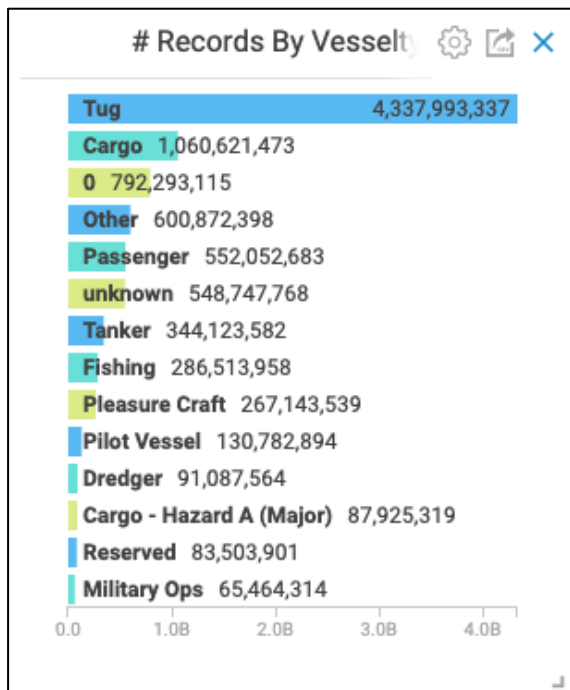 # Records By Vesselt
Tug 4,337,993,337
Cargo 1,060,621,473
0 792,293,115
Other 600,872,398
Passenger 552,052,683
unknown 548,747,768
Tanker 344,123,582
Fishing 286,513,958
Pleasure Craft 267,143,539
Pilot Vessel 130,782,894
Dredger 91,087,564
Cargo - Hazard A (Major) 87,925,319
Reserved 83,503,901
Military Ops 65,464,314
0.0 1.0B 2.0B 3.0B 4.0B